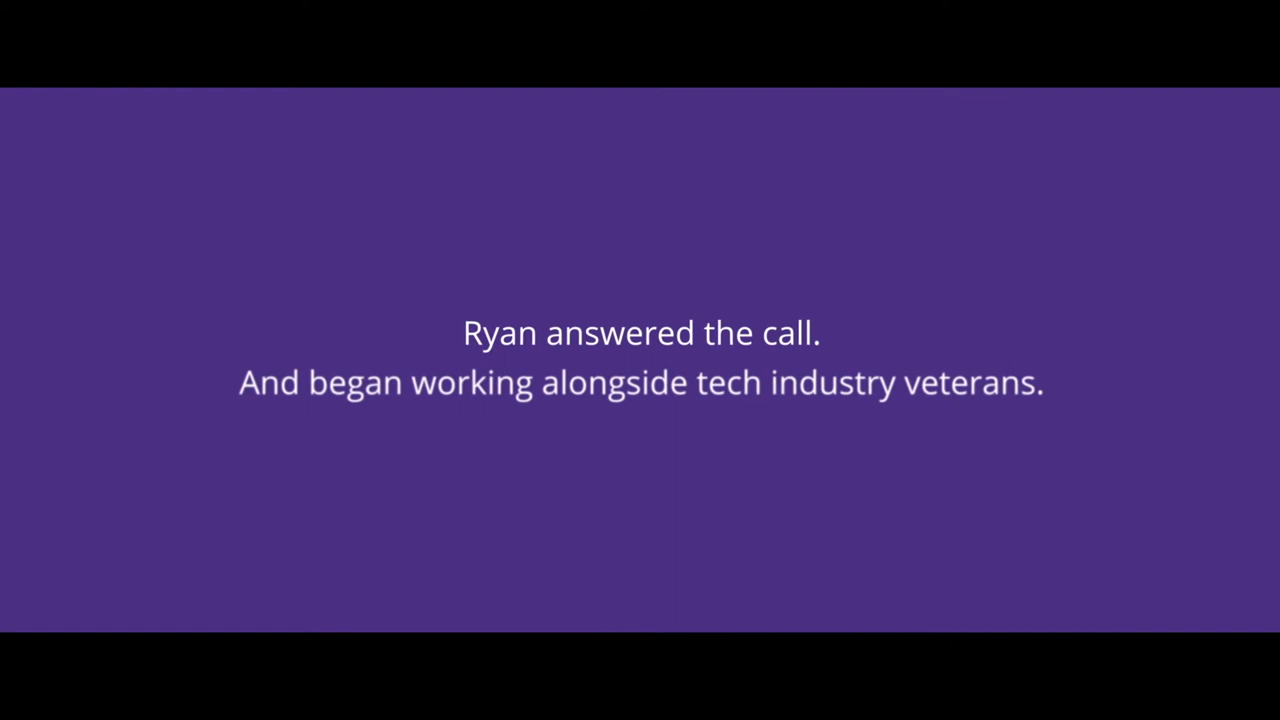 Ryan answered the call.
And began working alongside tech industry veterans.